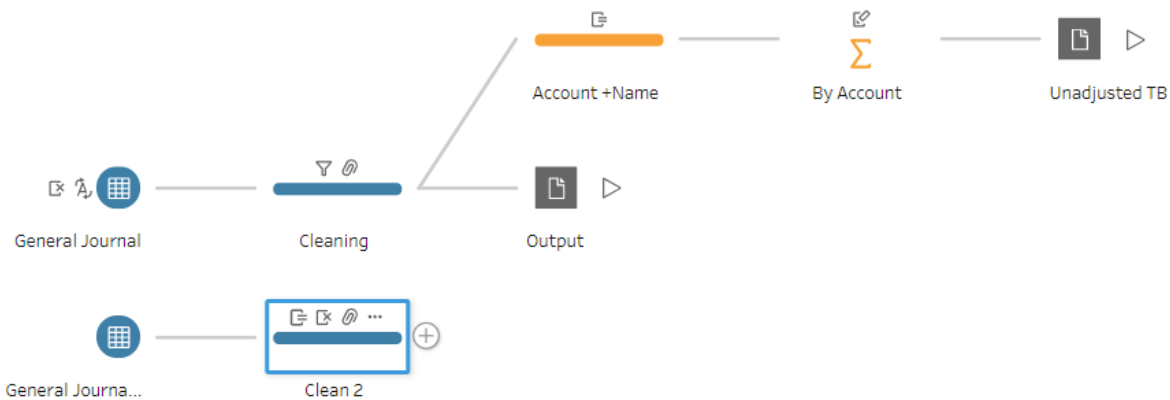 Account +Name
By Account
Unadjusted TB
General Journal
Cleaning
Output
General Journa...
Clean 2